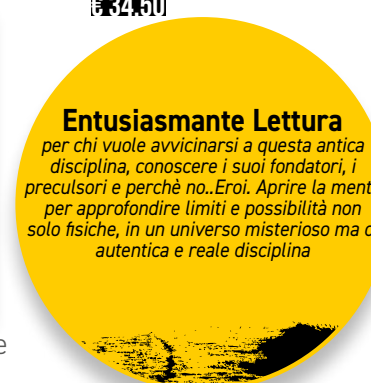 € 34.50
Entusiasmante Lettura
per chi vuole avvicinarsi a questa antica
disciplina, conoscere i suoi fondatori, i
preculsori e perchè no..Eroi. Aprire la ment
per approfondire limiti e possibilità non
solo fisiche, in un universo misterioso ma d
autentica e reale disciplina
e